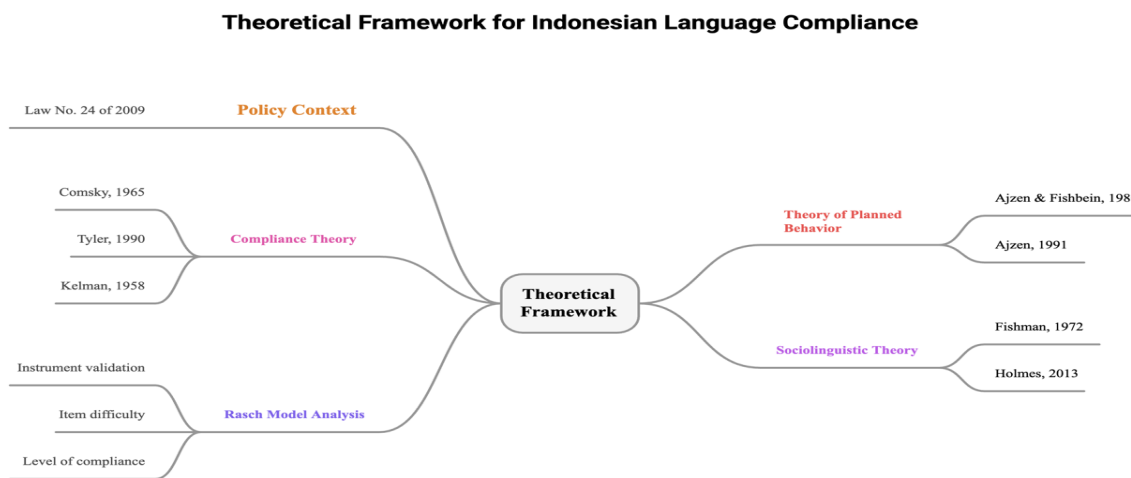 Theoretical Framework for Indonesian Language Compliance
Law No. 24 of 2009
Policy Context
Comsky, 1965
Tyler, 1990
Compliance Theory
Kelman, 1958
Instrument validation
Item difficulty
Rasch Model Analysis
Level of compliance
Theoretical
Framework
Theory of Planned
Behavior
Ajzen & Fishbein, 198
Ajzen, 1991
Sociolinguistic Theory
Fishman, 1972
Holmes, 2013